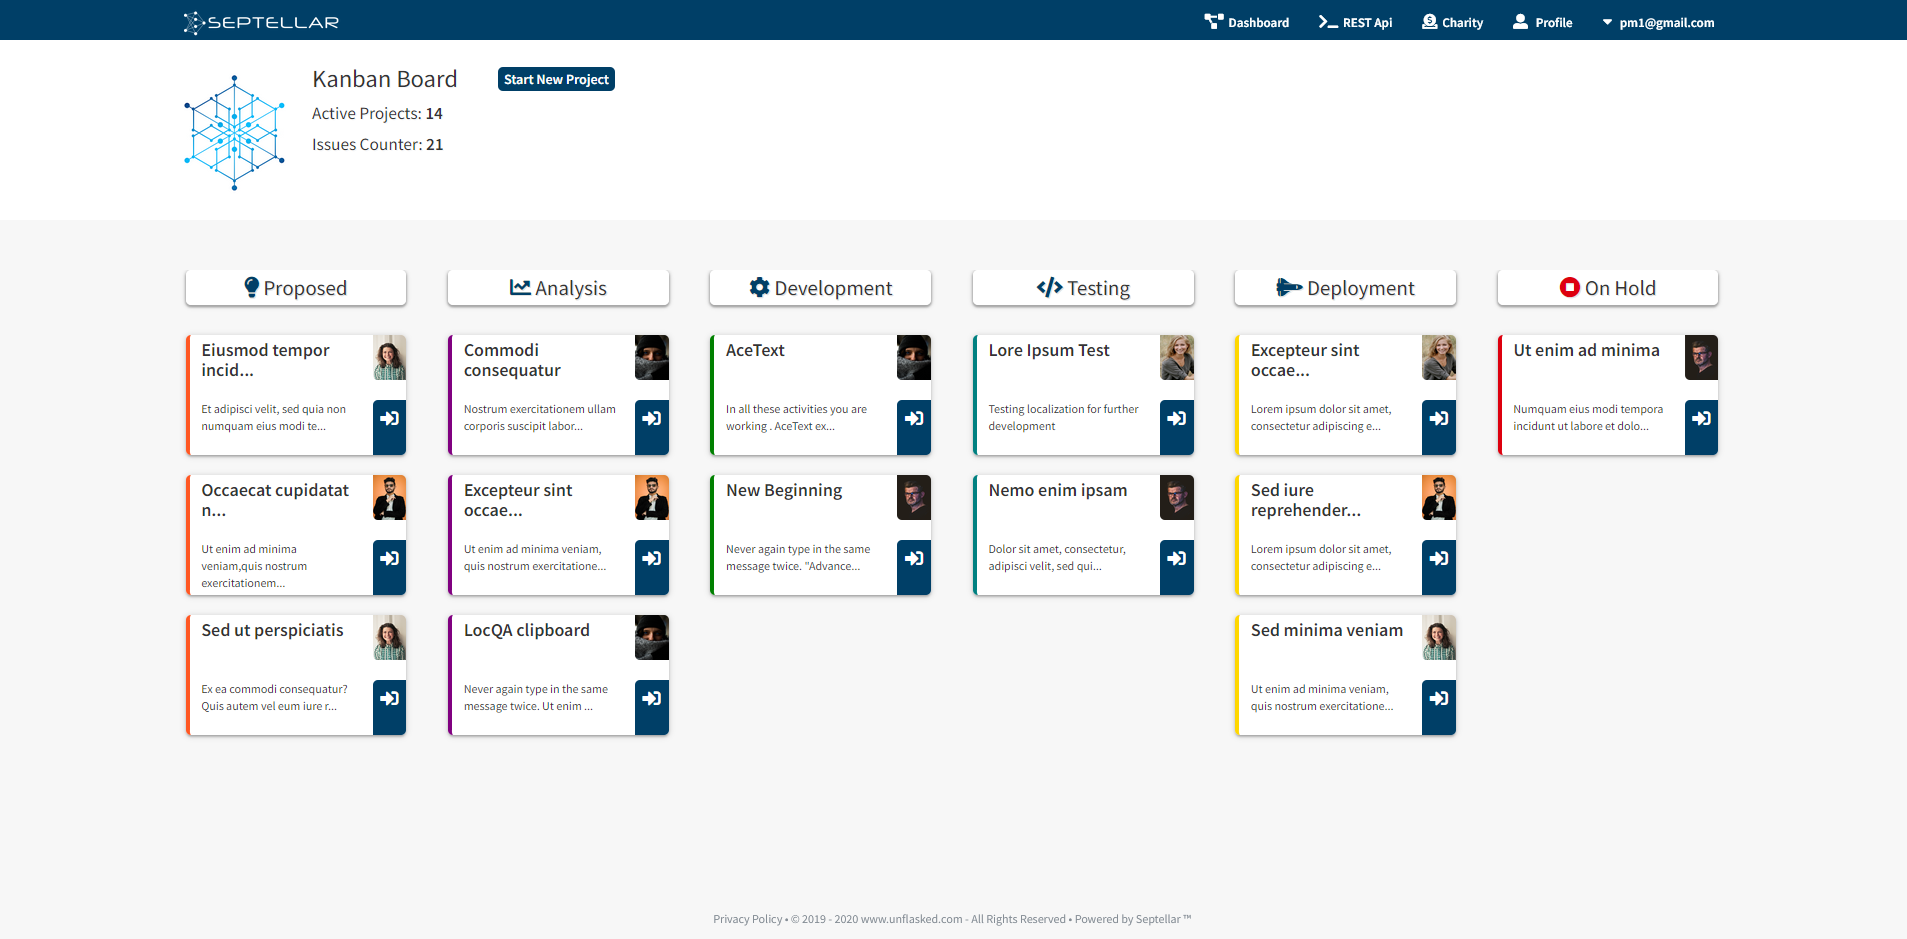 SEPTELLAR
Dashboard
REST Api
Charity
Profile
pm1@gmail.com
Kanban Board
Start New Project
Active Projects: 14
Issues Counter: 21
Proposed
Analysis
Development
Testing
Deployment
On Hold
Eiusmod tempor
incid...
Et adipisci velit, sed quia non
numquam eius modi te...
Commodi
consequatur
Nostrum exercitationem ullam
corporis suscipit labor...
AceText
In all these activities you are
working . AceText ex...
Lore Ipsum Test
Testing localization for further
development
Excepteur sint
occae...
Lorem ipsum dolor sit amet,
consectetur adipiscing e...
Ut enim ad minima
Numquam eius modi tempora
incidunt ut labore et dolo...
Occaecat cupidatat
n...
Ut enim ad minima
veniam,quis nostrum
exercitationem...
Excepteur sint
occae...
Ut enim ad minima veniam,
quis nostrum exercitatione...
New Beginning
Never again type in the same
message twice. "Advance...
Nemo enim ipsam
Dolor sit amet, consectetur,
adipisci velit, sed qui...
Sed iure
reprehender...
Lorem ipsum dolor sit amet,
consectetur adipiscing e...
Sed ut perspiciatis
Ex ea commodi consequatur?
Quis autem vel eum iure r...
LocQA clipboard
Never again type in the same
message twice. Ut enim ...
Sed minima veniam
Ut enim ad minima veniam,
quis nostrum exercitatione...
Privacy Policy • © 2019 - 2020 www.unflasked.com - All Rights Reserved • Powered by Septellar ™